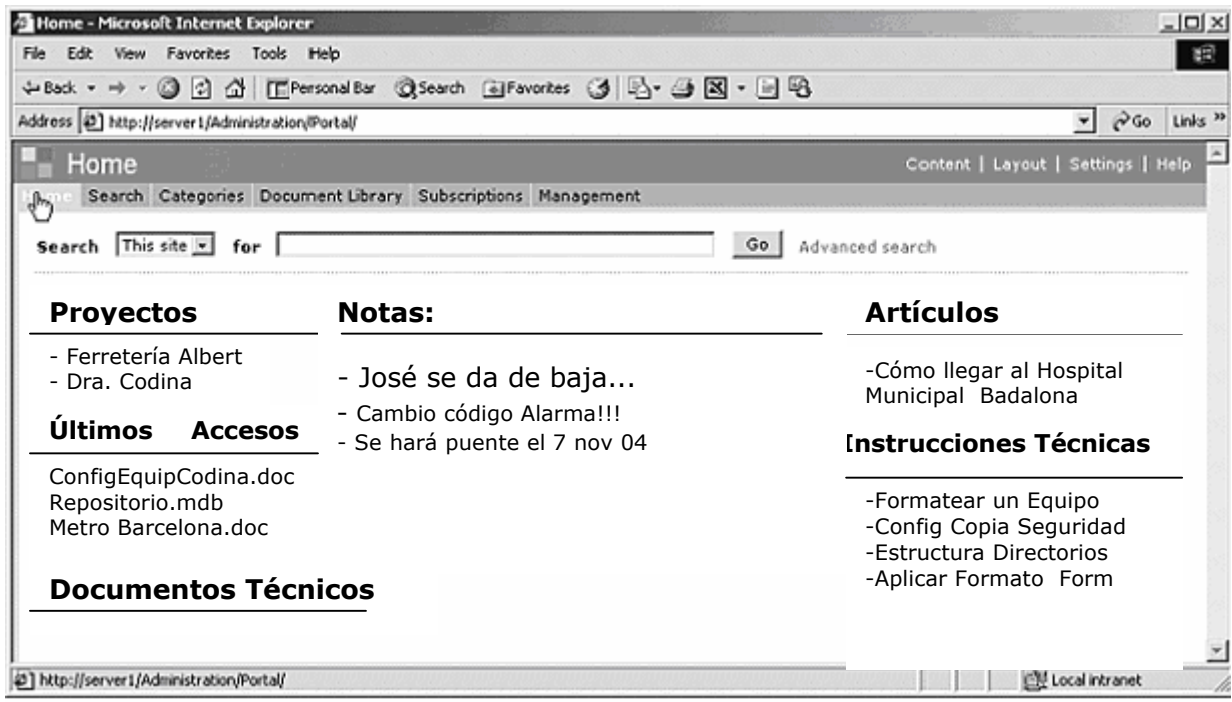 Home - Microsoft Internet Explorer
File Edit View Favorites Tools Help
Back Personal Bar Search Favorites
Address http://server1/Administration/lPortal/ Go Links »
Home Content | Layout | Settings | Help
Home Search Categories Document Library Subscriptions Management
Search This site for Go Advanced search
Proyectos
- Ferretería Albert
- Dra. Codina
Últimos Accesos
ConfigEquipCodina.doc
Repositorio.mdb
Metro Barcelona.doc
Documentos Técnicos
Notas:
- José se da de baja...
- Cambio código Alarma!!!
- Se hará puente el 7 nov 04
Artículos
-Cómo llegar al Hospital
Municipal Badalona
Instrucciones Técnicas
-Formatear un Equipo
-Config Copia Seguridad
-Estructura Directorios
-Aplicar Formato Form
http://server1/Administration/Portal/ Local intranet